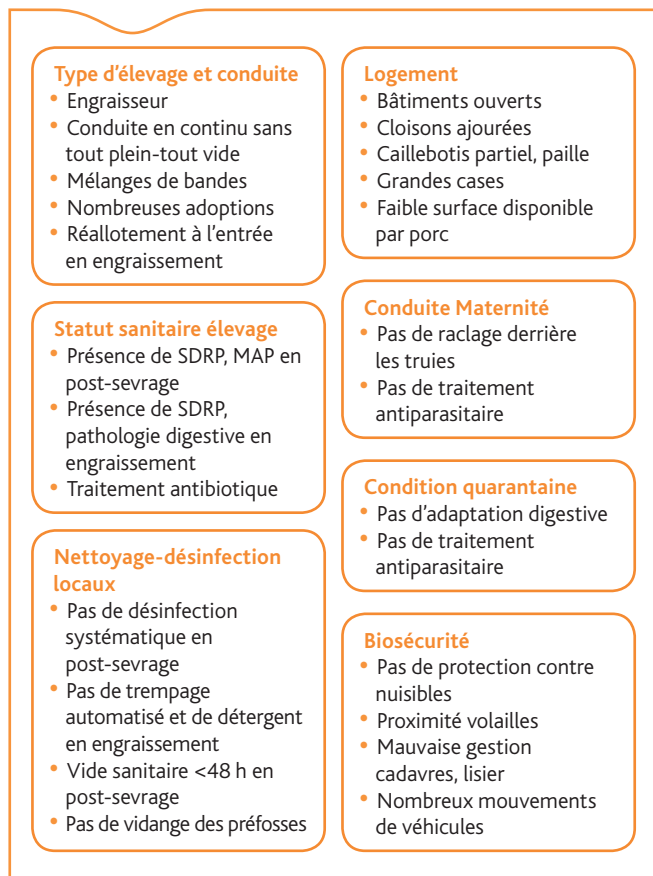 Type d'élevage et conduite
• Engraisseur
• Conduite en continu sans
tout plein-tout vide
• Mélanges de bandes
• Nombreuses adoptions
• Réallotement à l'entrée
en engraissement
Statut sanitaire élevage
• Présence de SDRP, MAP en
post-sevrage
• Présence de SDRP,
pathologie digestive en
engraissement
• Traitement antibiotique
Nettoyage-désinfection
locaux
• Pas de désinfection
systématique en
post-sevrage
• Pas de trempage
automatisé et de détergent
en engraissement
• Vide sanitaire <48 h en
post-sevrage
• Pas de vidange des préfosses
Logement
• Bâtiments ouverts
• Cloisons ajourées
• Caillebotis partiel, paille
• Grandes cases
• Faible surface disponible
par porc
Conduite Maternité
• Pas de raclage derrière
les truies
• Pas de traitement
antiparasitaire
Condition quarantaine
• Pas d'adaptation digestive
• Pas de traitement
antiparasitaire
Biosécurité
• Pas de protection contre
nuisibles
• Proximité volailles
• Mauvaise gestion
cadavres, lisier
• Nombreux mouvements
de véhicules